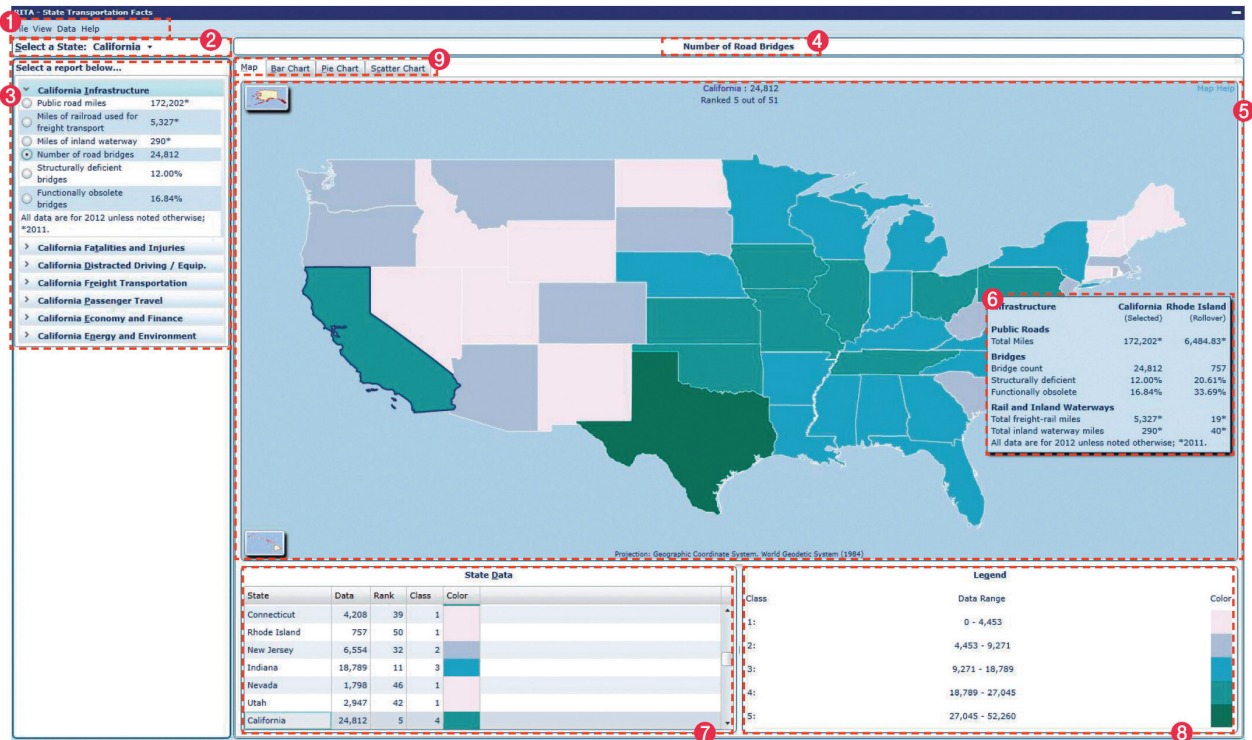 RITA - State Transportation Facts
1
File View Data Help
Select a State: California
2
Number of Road Bridges
4
Select a report below...
3
California Infrastructure
Public road miles 172,202*
Miles of railroad used for
freight transport 5,327*
Miles of inland waterway 290*
Number of road bridges 24,812
Structurally deficient
bridges 12.00%
Functionally obsolete
bridges 16.84%
All data are for 2012 unless noted otherwise;
*2011.
California Fatalities and Injuries
California Distracted Driving / Equip.
California Freight Transportation
California Passenger Travel
California Economy and Finance
California Energy and Environment
9
Map Bar Chart Pie Chart Scatter Chart
California : 24,812
Ranked 5 out of 51
Map Help
5
6
Infrastructure California Rhode Island
(Selected) (Rollover)
Public Roads
Total Miles 172,202* 6,484.83*
Bridges
Bridge count 24,812 757
Structurally deficient 12.00% 20.61%
Functionally obsolete 16.84% 33.69%
Rail and Inland Waterways
Total freight-rail miles 5,327* 19*
Total inland waterway miles 290* 40*
All data are for 2012 unless noted otherwise; *2011.
Projection: Geographic Coordinate System, World Geodetic System (1984)
State Data
State Data Rank Class Color
Connecticut 4,208 39 1
Rhode Island 757 50 1
New Jersey 6,554 32 2
Indiana 18,789 11 3
Nevada 1,798 46 1
Utah 2,947 42 1
California 24,812 5 4
7
Legend
Class Data Range Color
1: 0 - 4,453
2: 4,453 - 9,271
3: 9,271 - 18,789
4: 18,789 - 27,045
5: 27,045 - 52,260
8